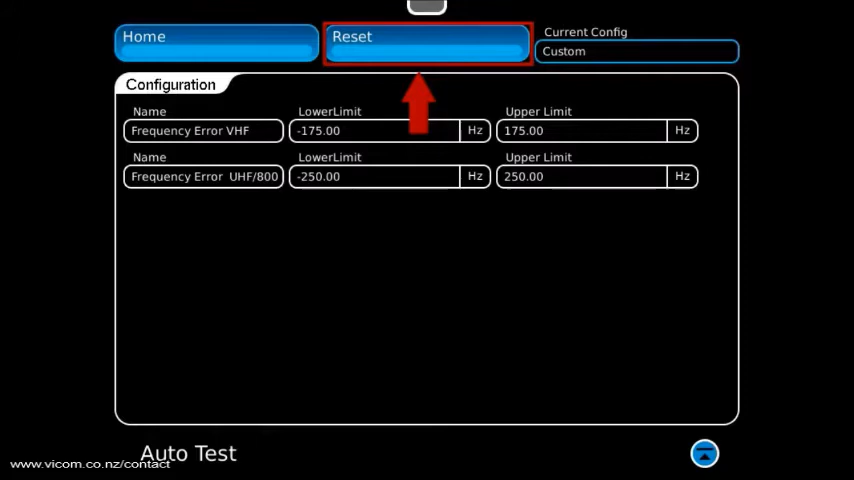 Home
Reset
Current Config
Custom
Configuration
Name
LowerLimit
Upper Limit
Frequency Error VHF
-175.00
Hz
175.00
Hz
Name
LowerLimit
Upper Limit
Frequency Error UHF/800
-250.00
Hz
250.00
Hz
Auto Test
www.vicom.co.nz/contact